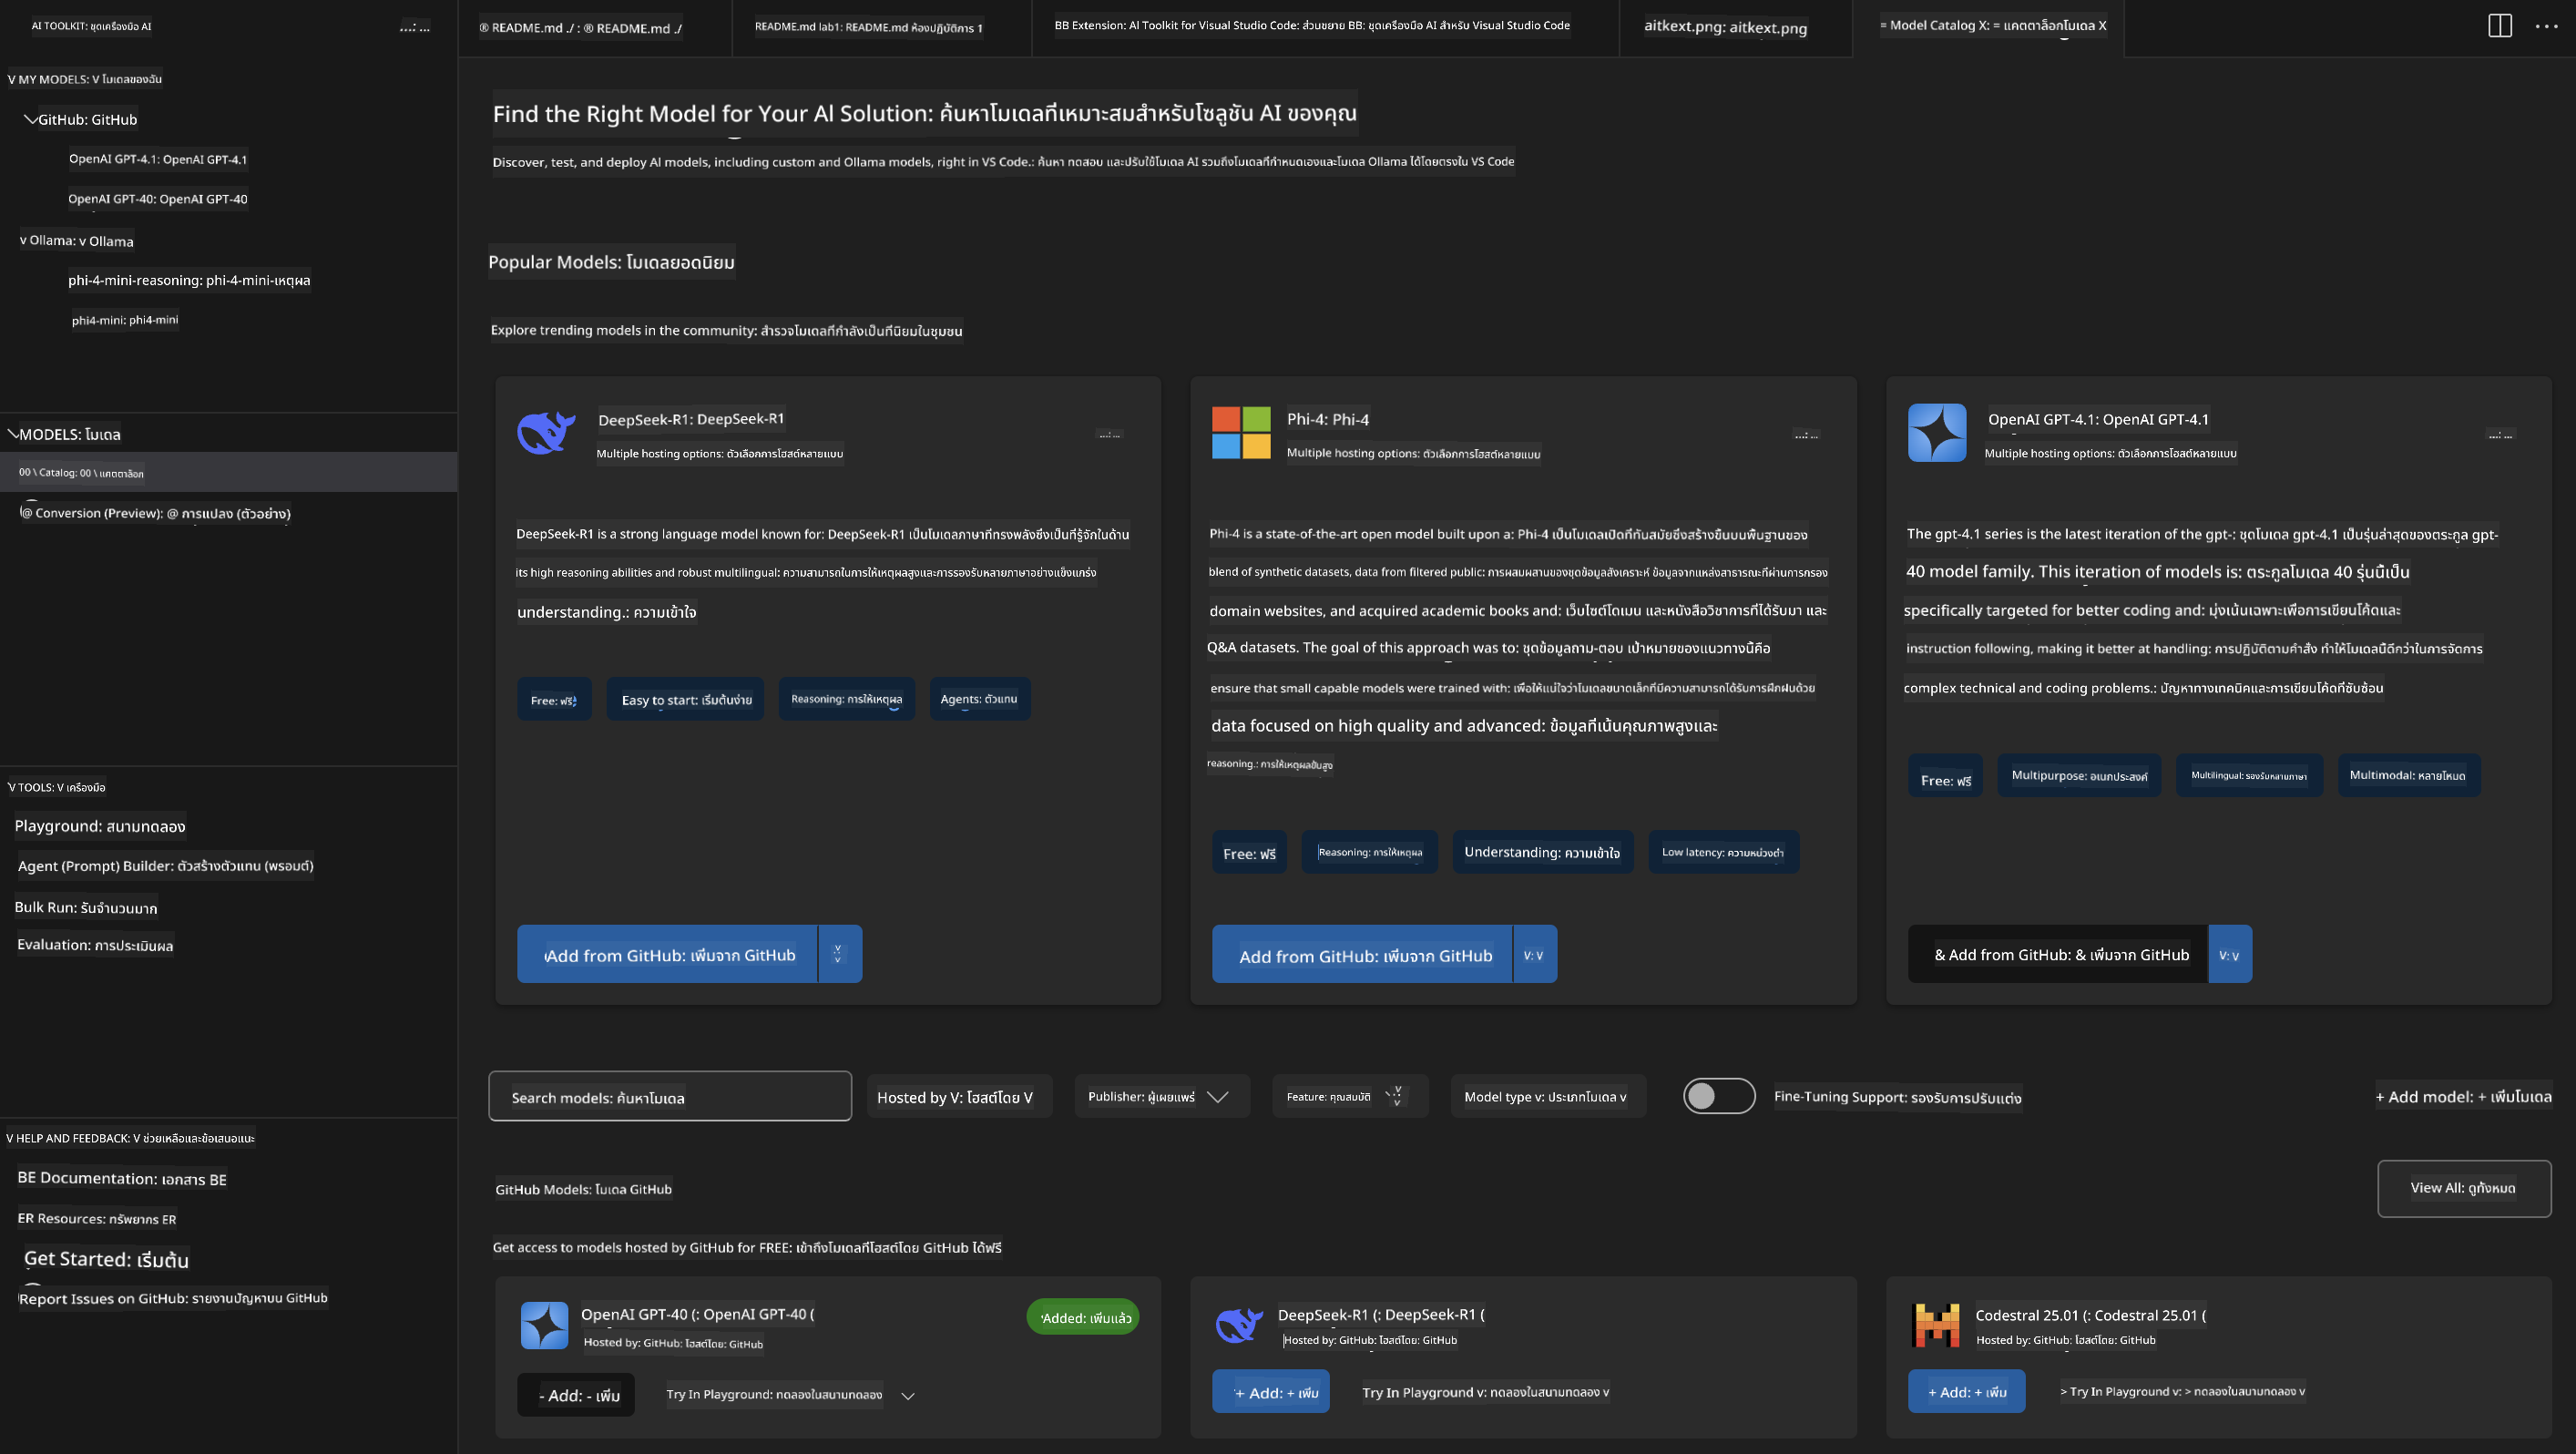 AI TOOLKIT: ชุดเครื่องมือ AI
....: ...
V MY MODELS: V โมเดลของฉัน
GitHub: GitHub
OpenAI GPT-4.1: OpenAI GPT-4.1
OpenAI GPT-40: OpenAI GPT-40
v Ollama: v Ollama
phi-4-mini-reasoning: phi-4-mini-เหตุผล
phi4-mini: phi4-mini
MODELS: โมเดล
00 \ Catalog: 00 \ แคตตาล็อก
@ Conversion (Preview): @ การแปลง (ตัวอย่าง)
V TOOLS: V เครื่องมือ
Playground: สนามทดลอง
Agent (Prompt) Builder: ตัวสร้างตัวแทน (พรอมต์)
Bulk Run: รันจำนวนมาก
Evaluation: การประเมินผล
V HELP AND FEEDBACK: V ช่วยเหลือและข้อเสนอแนะ
BE Documentation: เอกสาร BE
ER Resources: ทรัพยากร ER
Get Started: เริ่มต้น
Report Issues on GitHub: รายงานปัญหาบน GitHub
® README.md ./ : ® README.md ./
README.md lab1: README.md ห้องปฏิบัติการ 1
BB Extension: AI Toolkit for Visual Studio Code: ส่วนขยาย BB: ชุดเครื่องมือ AI สำหรับ Visual Studio Code
aitkext.png: aitkext.png
= Model Catalog X: = แคตตาล็อกโมเดล X
Find the Right Model for Your Al Solution: ค้นหาโมเดลที่เหมาะสมสำหรับโซลูชัน AI ของคุณ
Discover, test, and deploy Al models, including custom and Ollama models, right in VS Code.: ค้นหา ทดสอบ และปรับใช้โมเดล AI รวมถึงโมเดลที่กำหนดเองและโมเดล Ollama ได้โดยตรงใน VS Code
Popular Models: โมเดลยอดนิยม
Explore trending models in the community: สำรวจโมเดลที่กำลังเป็นที่นิยมในชุมชน
DeepSeek-R1: DeepSeek-R1
....: ...
Multiple hosting options: ตัวเลือกการโฮสต์หลายแบบ
DeepSeek-R1 is a strong language model known for: DeepSeek-R1 เป็นโมเดลภาษาที่ทรงพลังซึ่งเป็นที่รู้จักในด้าน
its high reasoning abilities and robust multilingual: ความสามารถในการให้เหตุผลสูงและการรองรับหลายภาษาอย่างแข็งแกร่ง
understanding.: ความเข้าใจ
Free: ฟรี
Easy to start: เริ่มต้นง่าย
Reasoning: การให้เหตุผล
Agents: ตัวแทน
Add from GitHub: เพิ่มจาก GitHub
v: v
Phi-4: Phi-4
....: ...
Multiple hosting options: ตัวเลือกการโฮสต์หลายแบบ
Phi-4 is a state-of-the-art open model built upon a: Phi-4 เป็นโมเดลเปิดที่ทันสมัยซึ่งสร้างขึ้นบนพื้นฐานของ
blend of synthetic datasets, data from filtered public: การผสมผสานของชุดข้อมูลสังเคราะห์ ข้อมูลจากแหล่งสาธารณะที่ผ่านการกรอง
domain websites, and acquired academic books and: เว็บไซต์โดเมน และหนังสือวิชาการที่ได้รับมา และ
Q&A datasets. The goal of this approach was to: ชุดข้อมูลถาม-ตอบ เป้าหมายของแนวทางนี้คือ
ensure that small capable models were trained with: เพื่อให้แน่ใจว่าโมเดลขนาดเล็กที่มีความสามารถได้รับการฝึกฝนด้วย
data focused on high quality and advanced: ข้อมูลที่เน้นคุณภาพสูงและ
reasoning.: การให้เหตุผลขั้นสูง
Free: ฟรี
Reasoning: การให้เหตุผล
Understanding: ความเข้าใจ
Low latency: ความหน่วงต่ำ
Add from GitHub: เพิ่มจาก GitHub
V: V
OpenAI GPT-4.1: OpenAI GPT-4.1
....: ...
Multiple hosting options: ตัวเลือกการโฮสต์หลายแบบ
The gpt-4.1 series is the latest iteration of the gpt-: ชุดโมเดล gpt-4.1 เป็นรุ่นล่าสุดของตระกูล gpt-
40 model family. This iteration of models is: ตระกูลโมเดล 40 รุ่นนี้เป็น
specifically targeted for better coding and: มุ่งเน้นเฉพาะเพื่อการเขียนโค้ดและ
instruction following, making it better at handling: การปฏิบัติตามคำสั่ง ทำให้โมเดลนี้ดีกว่าในการจัดการ
complex technical and coding problems.: ปัญหาทางเทคนิคและการเขียนโค้ดที่ซับซ้อน
Free: ฟรี
Multipurpose: อเนกประสงค์
Multilingual: รองรับหลายภาษา
Multimodal: หลายโหมด
& Add from GitHub: & เพิ่มจาก GitHub
V: V
Search models: ค้นหาโมเดล
Hosted by V: โฮสต์โดย V
Publisher: ผู้เผยแพร่
Feature: คุณสมบัติ
v: v
Model type v: ประเภทโมเดล v
Fine-Tuning Support: รองรับการปรับแต่ง
+ Add model: + เพิ่มโมเดล
GitHub Models: โมเดล GitHub
View All: ดูทั้งหมด
Get access to models hosted by GitHub for FREE: เข้าถึงโมเดลที่โฮสต์โดย GitHub ได้ฟรี
OpenAI GPT-40 (: OpenAI GPT-40 (
Added: เพิ่มแล้ว
Hosted by: GitHub: โฮสต์โดย: GitHub
- Add: - เพิ่ม
Try In Playground: ทดลองในสนามทดลอง
DeepSeek-R1 (: DeepSeek-R1 (
Hosted by: GitHub: โฮสต์โดย: GitHub
+ Add: + เพิ่ม
Try In Playground v: ทดลองในสนามทดลอง v
Codestral 25.01 (: Codestral 25.01 (
Hosted by: GitHub: โฮสต์โดย: GitHub
+ Add: + เพิ่ม
> Try In Playground v: > ทดลองในสนามทดลอง v